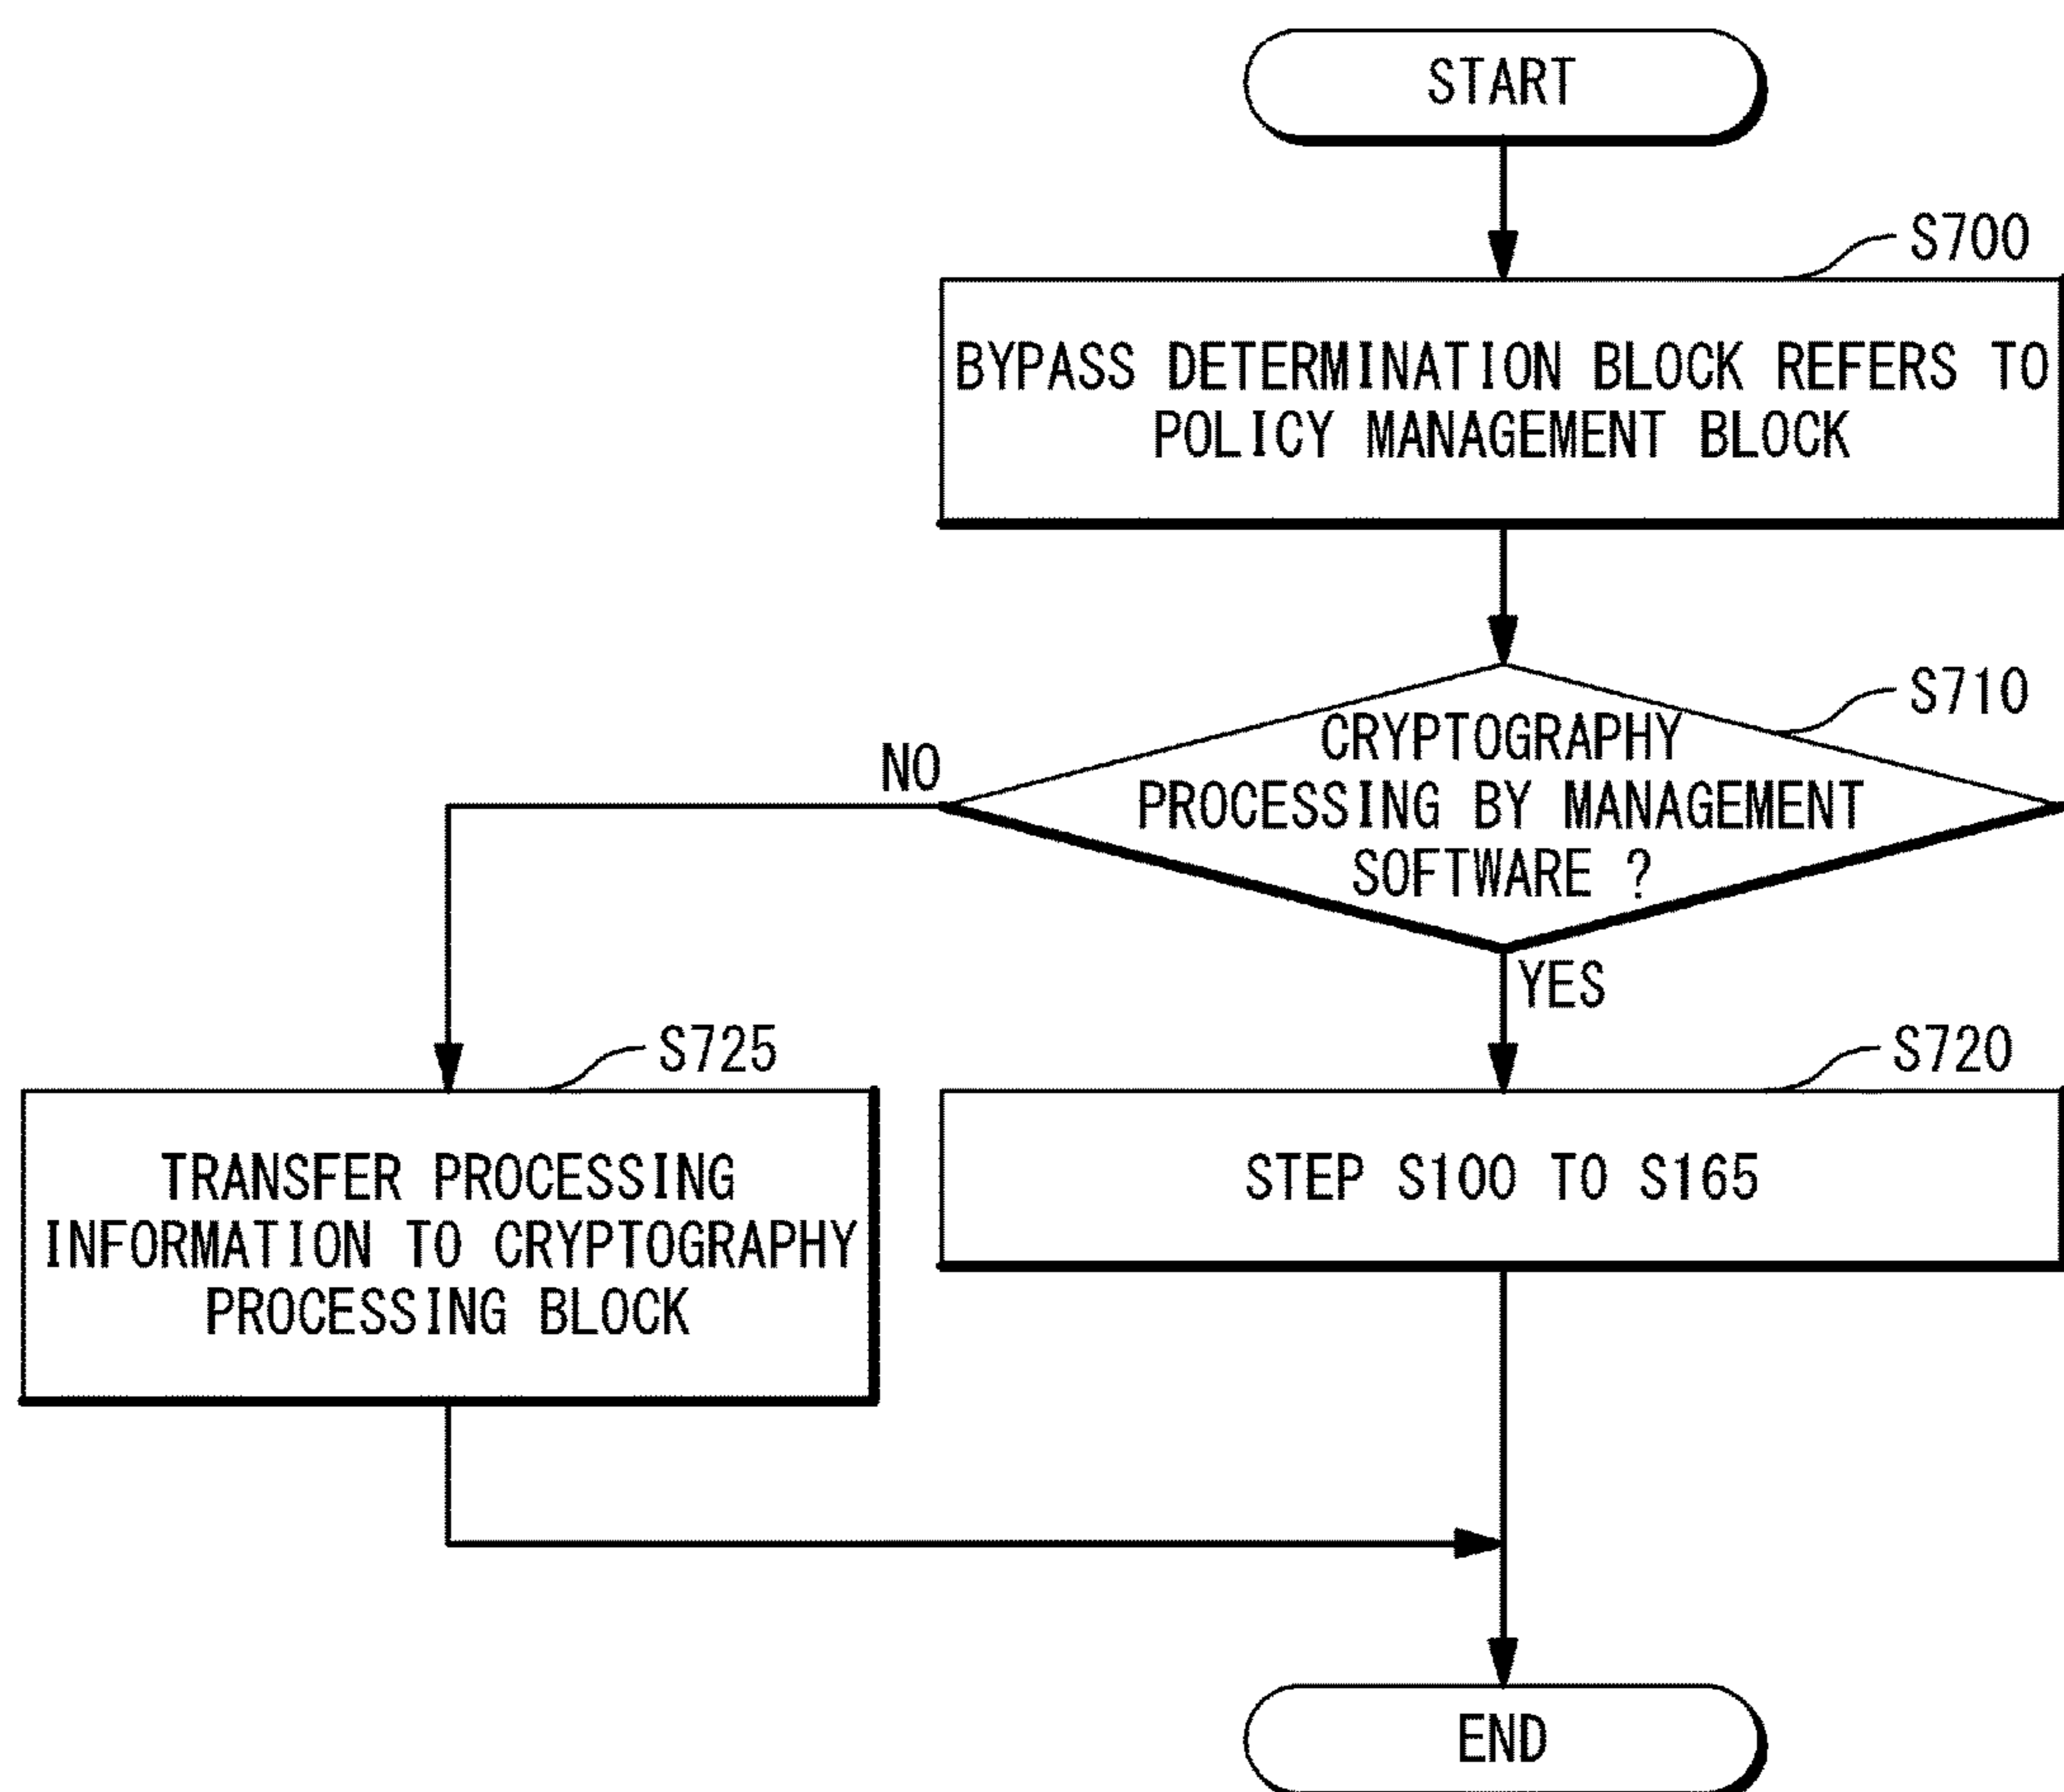 START
S700
BYPASS DETERMINATION BLOCK REFERS TO
POLICY MANAGEMENT BLOCK
S710
CRYPTOGRAPHY
PROCESSING BY MANAGEMENT
SOFTWARE ?
NO
YES
S725
TRANSFER PROCESSING
INFORMATION TO CRYPTOGRAPHY
PROCESSING BLOCK
S720
STEP S100 TO S165
END